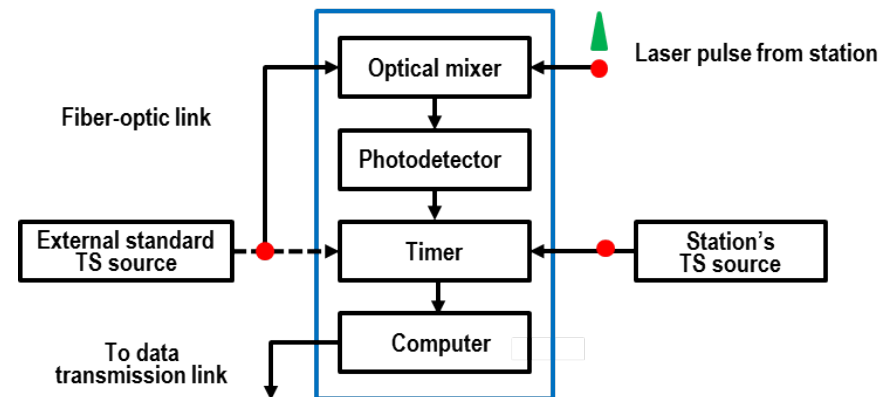 Optical mixer
Laser pulse from station
Fiber-optic link
Photodetector
External standard
TS source
Timer
Station's
TS source
Computer
To data
transmission link